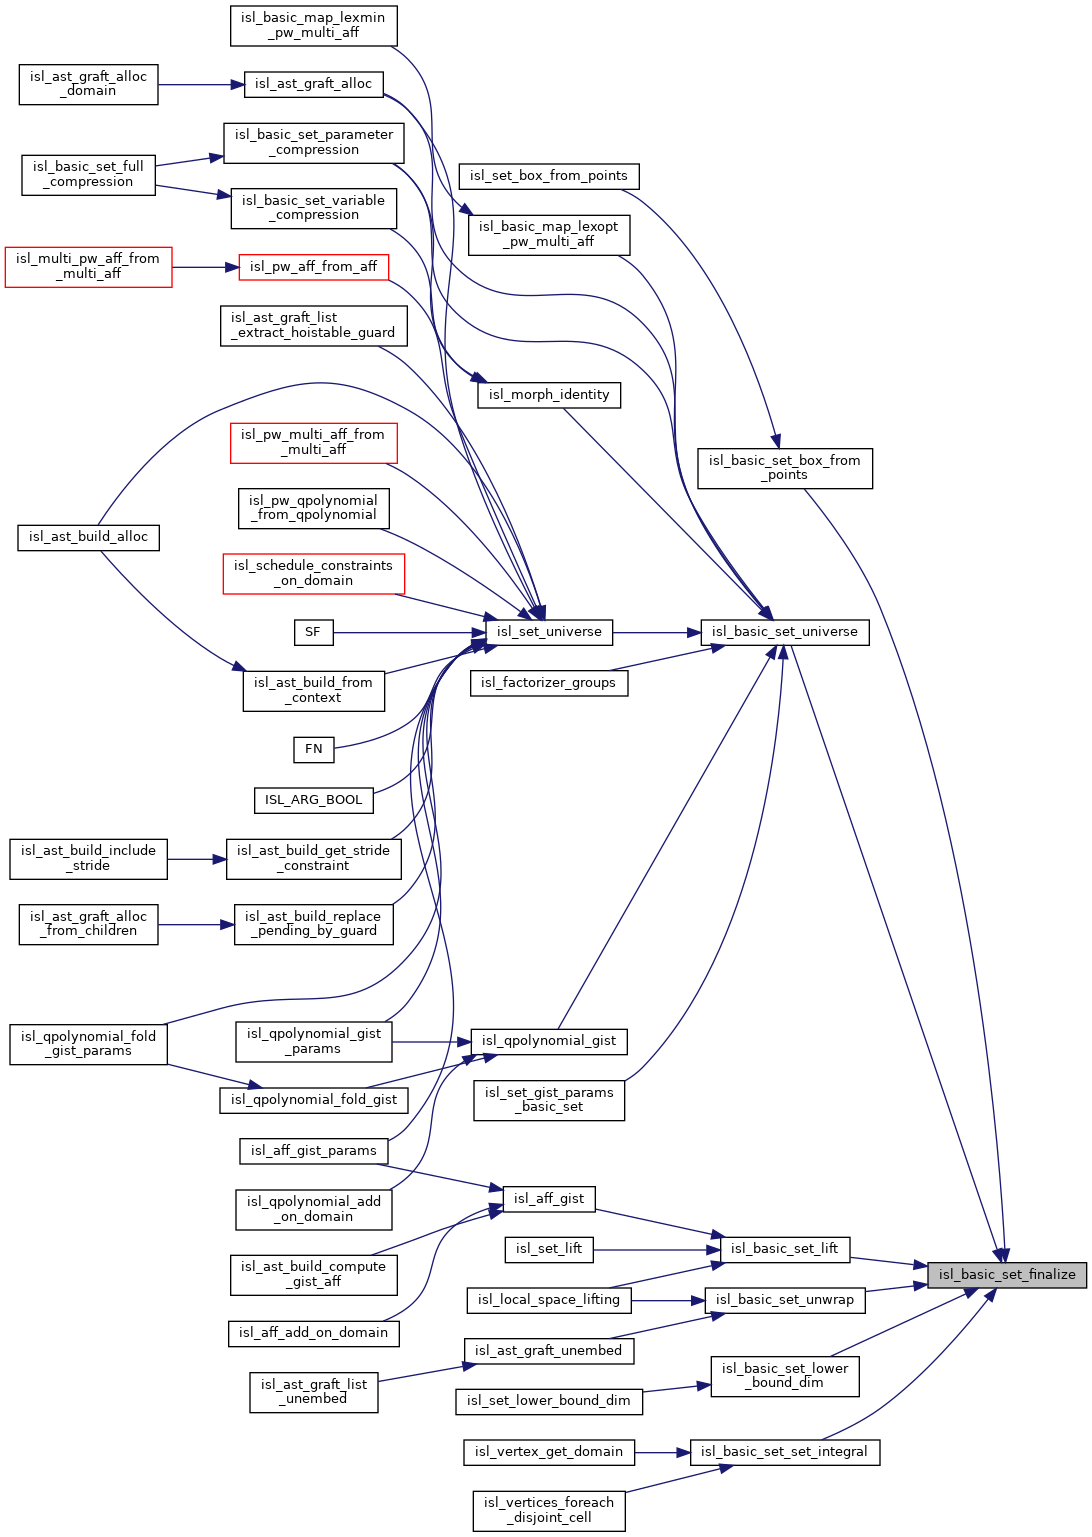 isl_basic_map_lexmin
_pw_multi_aff
isl_ast_graft_alloc
_domain
isl_ast_graft_alloc
isl_basic_set_parameter
_compression
isl_basic_set_full
_compression
isl_set_box_from_points
isl_basic_set_variable
_compression
isl_basic_map_lexopt
_pw_multi_aff
isl_multi_pw_aff_from
_multi_aff
isl_pw_aff_from_aff
isl_ast_graft_list
_extract_hoistable_guard
isl_morph_identity
isl_pw_multi_aff_from
_multi_aff
isl_basic_set_box_from
_points
isl_pw_qpolynomial
_from_qpolynomial
isl_ast_build_alloc
isl_schedule_constraints
_on_domain
SF
isl_set_universe
isl_basic_set_universe
isl_ast_build_from
_context
isl_factorizer_groups
FN
ISL_ARG_BOOL
isl_ast_build_include
_stride
isl_ast_build_get_stride
_constraint
isl_ast_graft_alloc
_from_children
isl_ast_build_replace
_pending_by_guard
isl_qpolynomial_fold
_gist_params
isl_qpolynomial_gist
_params
isl_qpolynomial_gist
isl_qpolynomial_fold_gist
isl_set_gist_params
_basic_set
isl_aff_gist_params
isl_qpolynomial_add
_on_domain
isl_aff_gist
isl_set_lift
isl_basic_set_lift
isl_ast_build_compute
_gist_aff
isl_basic_set_finalize
isl_local_space_lifting
isl_basic_set_unwrap
isl_aff_add_on_domain
isl_ast_graft_unembed
isl_ast_graft_list
_unembed
isl_basic_set_lower
_bound_dim
isl_set_lower_bound_dim
isl_vertex_get_domain
isl_basic_set_set_integral
isl_vertices_foreach
_disjoint_cell